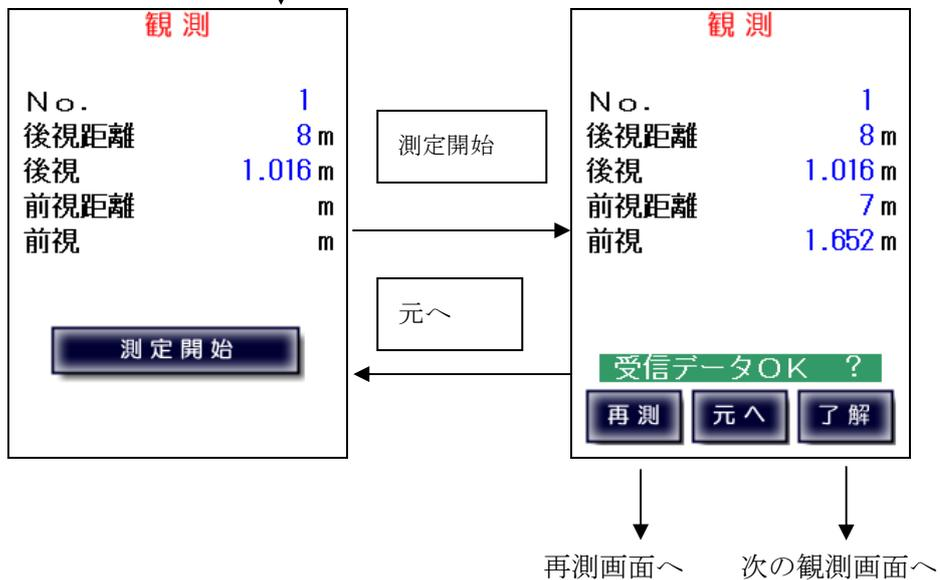 観測
No. 1
後視距離 8m
後視 1.016m
前視距離 m
前視 m
測定開始
測定開始
元へ
観測
No. 1
後視距離 8m
後視 1.016m
前視距離 7m
前視 1.652m
受信データOK ?
再測 元へ 了解
再測画面へ 次の観測画面へ